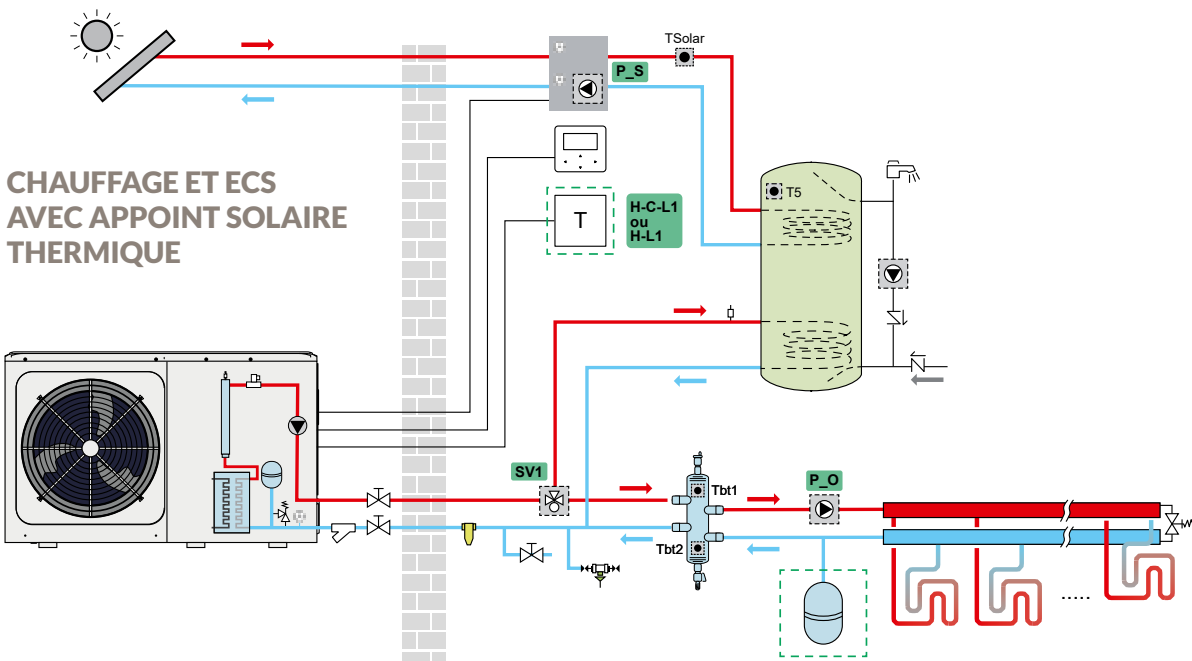 TSolar
P_S
CHAUFFAGE ET ECS
AVEC APPOINT SOLAIRE
THERMIQUE
T
H-C-L1
ou
H-L1
T5
SV1
Tbt1
P_O
Tbt2
.....